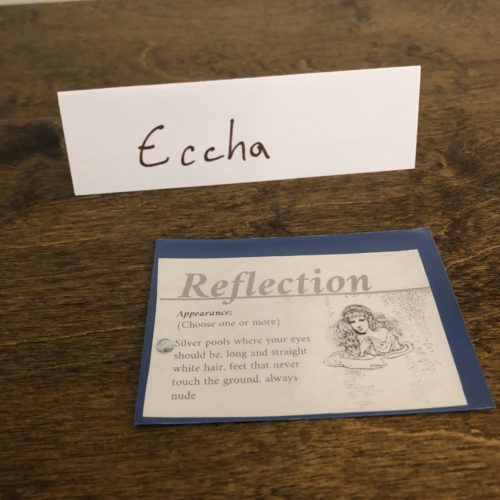 Eccha
Reflection
Appearance:
(Choose one or more)
Silver pools where your eyes
should be, long and straight
white hair, feet that never
touch the ground, always
nude